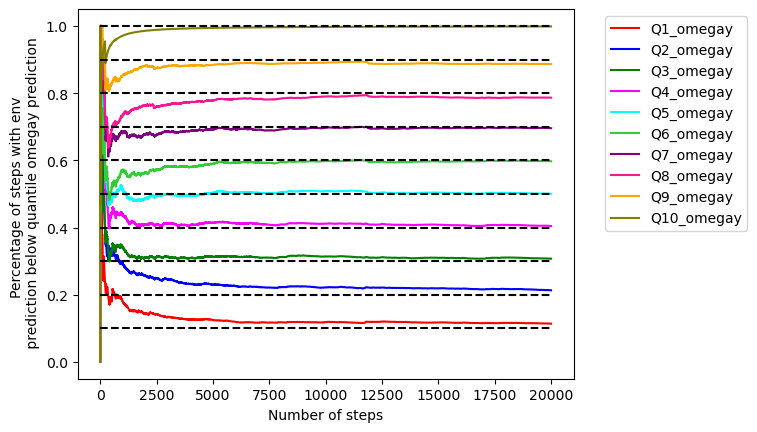 Percentage of steps with env
prediction below quantile omegay prediction
1.0
0.8
0.6
0.4
0.2
0.0
0
2500
5000
7500
10000
12500
15000
17500
20000
Number of steps
Q1_omegay
Q2_omegay
Q3_omegay
Q4_omegay
Q5_omegay
Q6_omegay
Q7_omegay
Q8_omegay
Q9_omegay
Q10_omegay